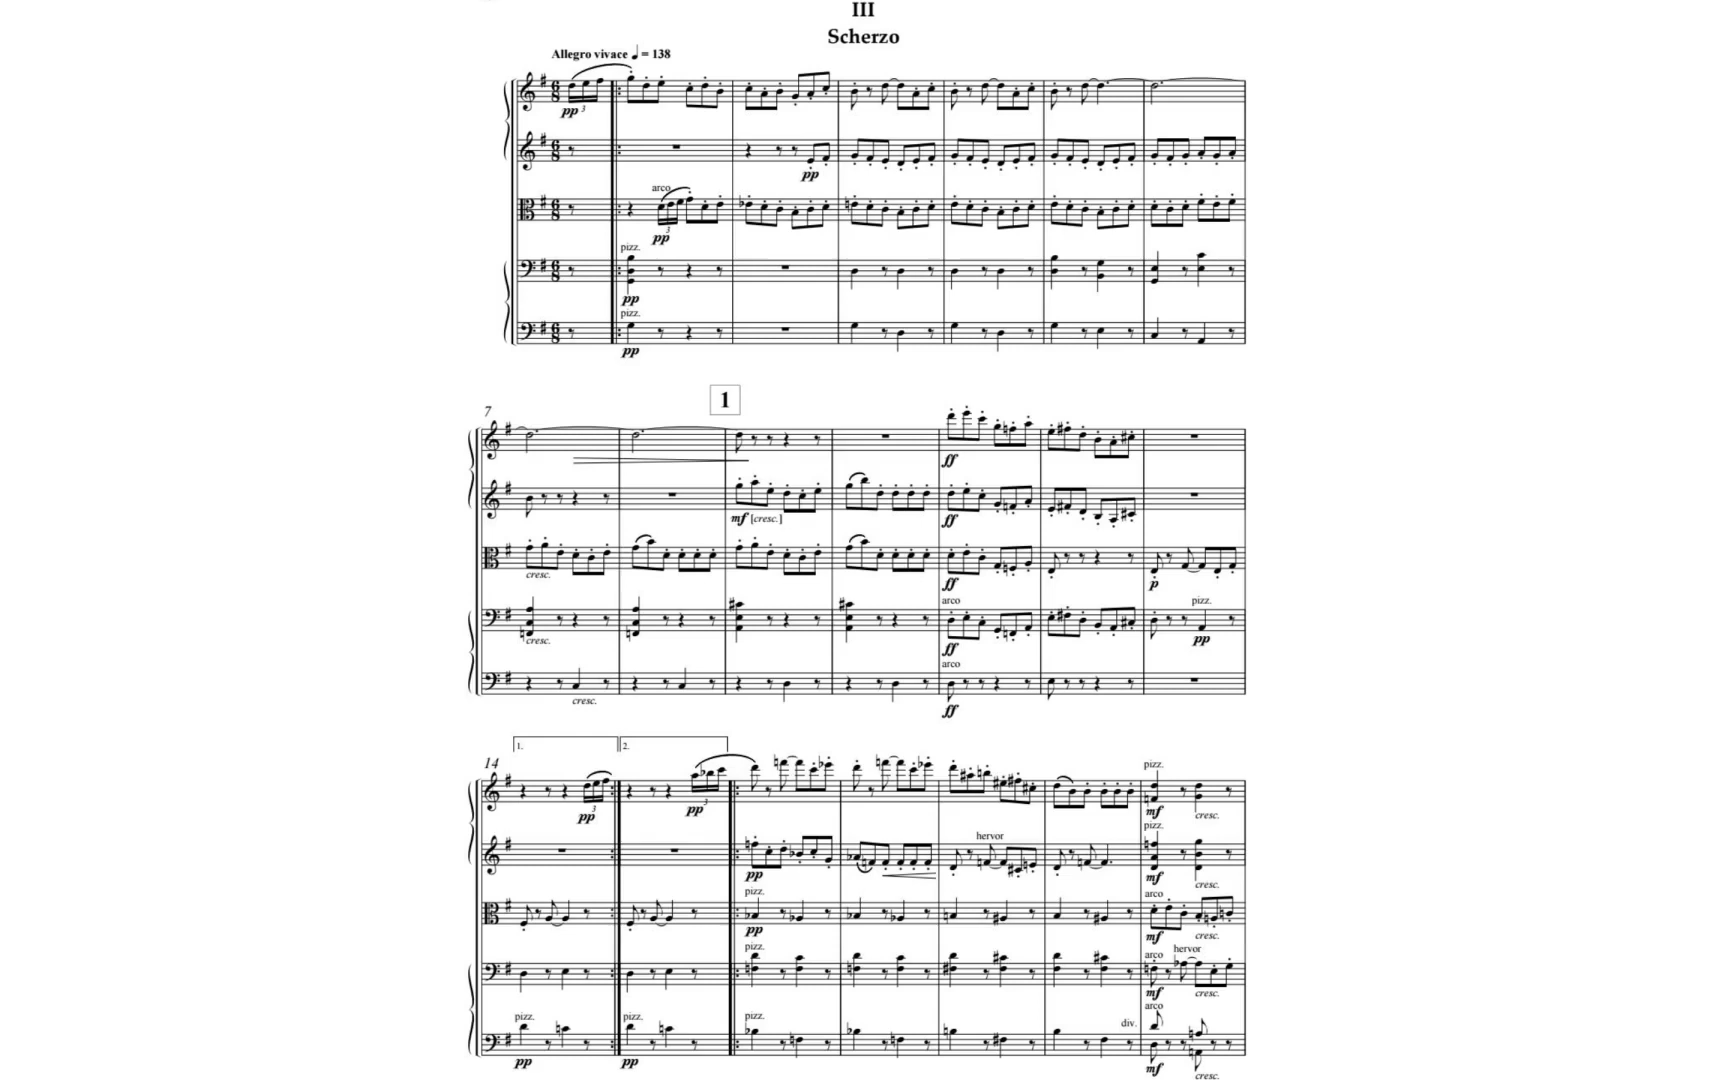 III
Scherzo
Allegro vivace ♩ = 138
pp 3
pp
arco
3
pp
pizz.
pp
pizz.
pp
7
1
ff
mf [cresc.]
ff
cresc.
ff
p
arco
pizz.
cresc.
ff
pp
arco
cresc.
ff
14
1.
2.
3
pp
3
pp
pizz.
mf
cresc.
pizz.
hervor
pp
mf
cresc.
pizz.
arco
pp
mf
cresc.
pizz.
hervor
arco
mf
cresc.
arco
pizz.
pizz.
pizz.
div.
pp
pp
mf
cresc.